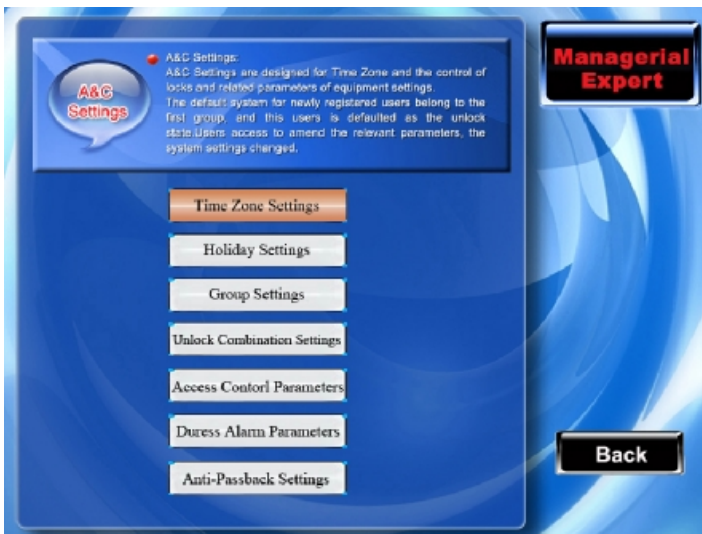 A&C Settings:
A&C Settings are designed for Time Zone and the control of
locks and related parameters of equipment settings.
The default system for newly registered users belong to the
first group, and this users is defaulted as the unlock
state.Users access to amend the relevant parameters, the
system settings changed.
A&C
Settings
Managerial
Expert
Time Zone Settings
Holiday Settings
Group Settings
Unlock Combination Settings
Access Contorl Parameters
Duress Alarm Parameters
Anti-Passback Settings
Back